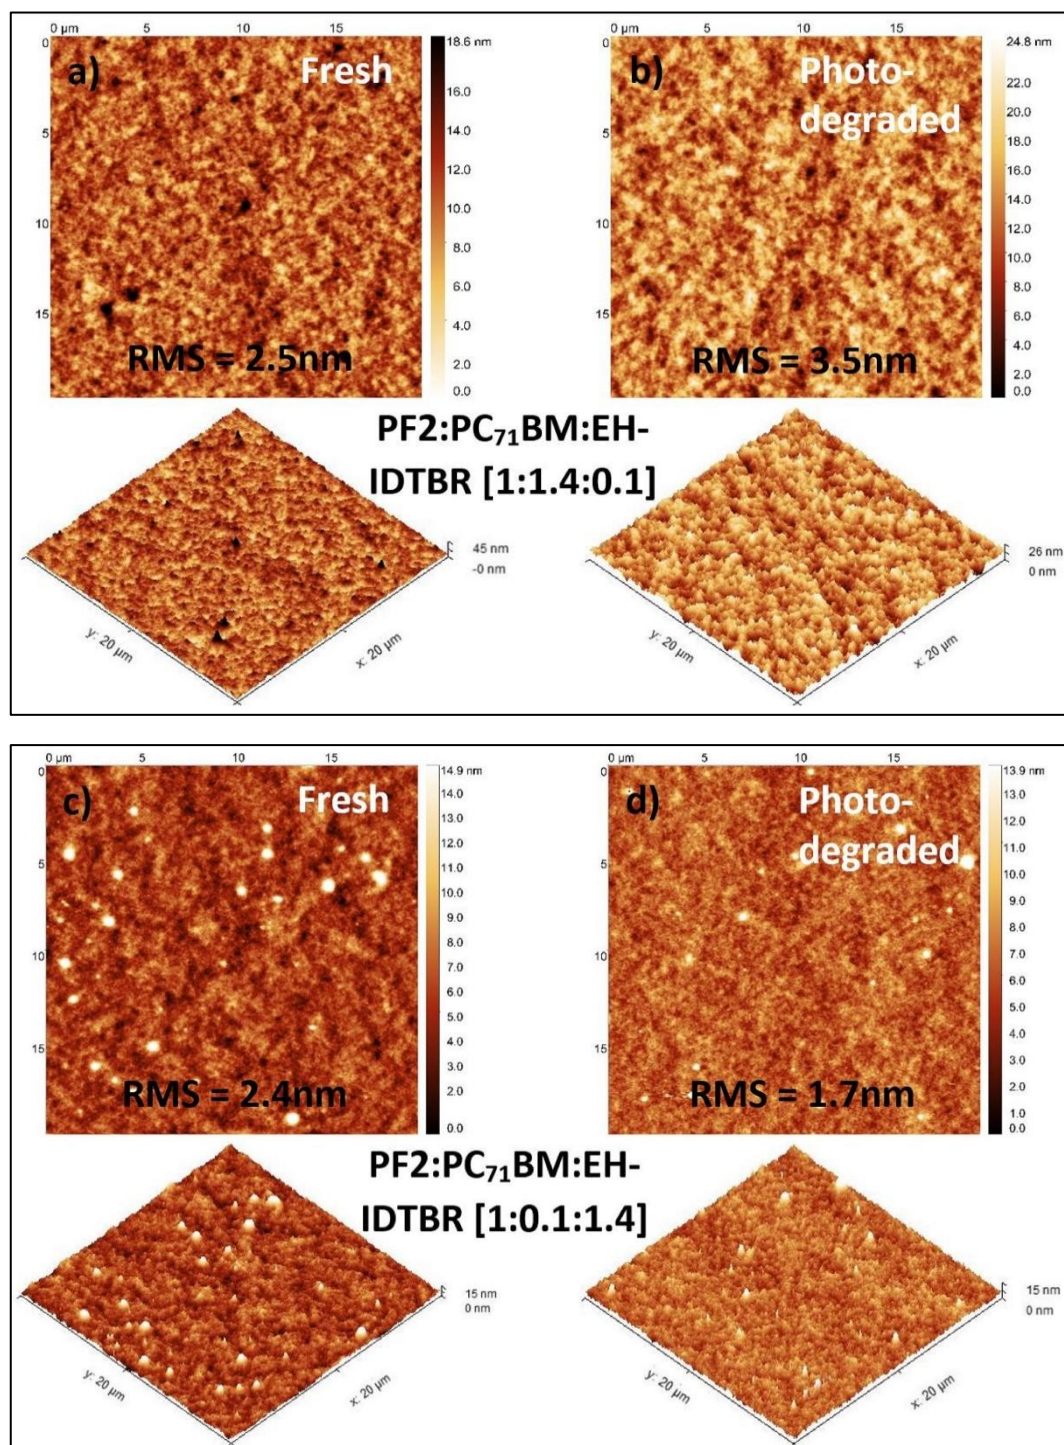 0 µm 5 10 15
0
5
10
15
a)
Fresh
RMS = 2.5nm
18.6 nm
16.0
14.0
12.0
10.0
8.0
6.0
4.0
2.0
0.0
0 µm 5 10 15
0
5
10
15
b)
Photo-
degraded
RMS = 3.5nm
24.8 nm
22.0
20.0
18.0
16.0
14.0
12.0
10.0
8.0
6.0
4.0
2.0
0.0
PF2:PC₇₁BM:EH-
IDTBR [1:1.4:0.1]
45 nm
-0 nm
y: 20 µm
x: 20 µm
26 nm
0 nm
y: 20 µm
x: 20 µm
0 µm 5 10 15
0
5
10
15
c)
Fresh
RMS = 2.4nm
14.9 nm
14.0
13.0
12.0
11.0
10.0
9.0
8.0
7.0
6.0
5.0
4.0
3.0
2.0
0.0
0 µm 5 10 15
0
5
10
15
d)
Photo-
degraded
RMS = 1.7nm
13.9 nm
13.0
12.0
11.0
10.0
9.0
8.0
7.0
6.0
5.0
4.0
3.0
2.0
1.0
0.0
PF2:PC₇₁BM:EH-
IDTBR [1:0.1:1.4]
15 nm
0 nm
y: 20 µm
x: 20 µm
15 nm
0 nm
y: 20 µm
x: 20 µm